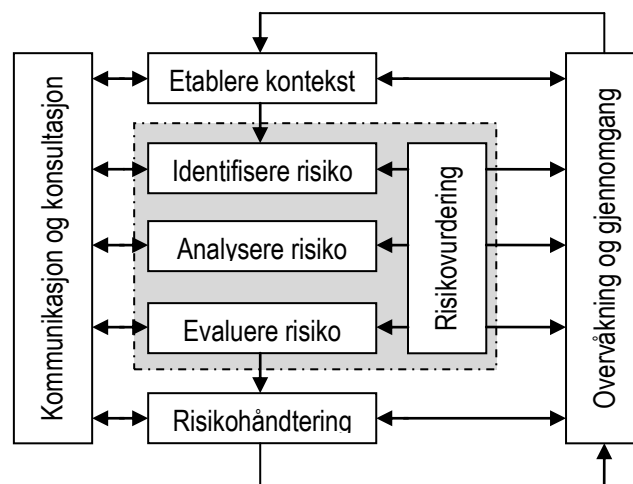 Kommunikasjon og konsultasjon
Etablere kontekst
Identifisere risiko
Analysere risiko
Evaluere risiko
Risikohåndtering
Risikovurdering
Overvåkning og gjennomgang